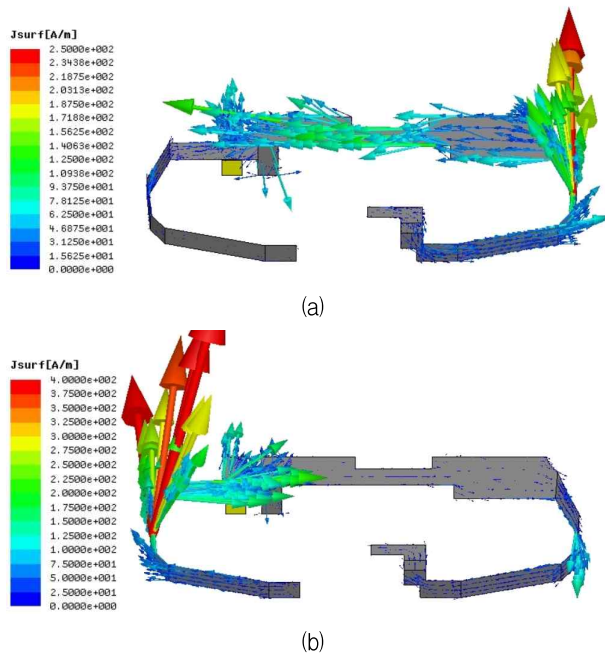 Jsurf[A/m]
2.5000e+002
2.3438e+002
2.1875e+002
2.0313e+002
1.8750e+002
1.7188e+002
1.5625e+002
1.4063e+002
1.2500e+002
1.0938e+002
9.3750e+001
7.8125e+001
6.2500e+001
4.6875e+001
3.1250e+001
1.5625e+001
0.0000e+000
(a)
Jsurf[A/m]
4.0000e+002
3.7500e+002
3.5000e+002
3.2500e+002
3.0000e+002
2.7500e+002
2.5000e+002
2.2500e+002
2.0000e+002
1.7500e+002
1.5000e+002
1.2500e+002
1.0000e+002
7.5000e+001
5.0000e+001
2.5000e+001
0.0000e+000
(b)